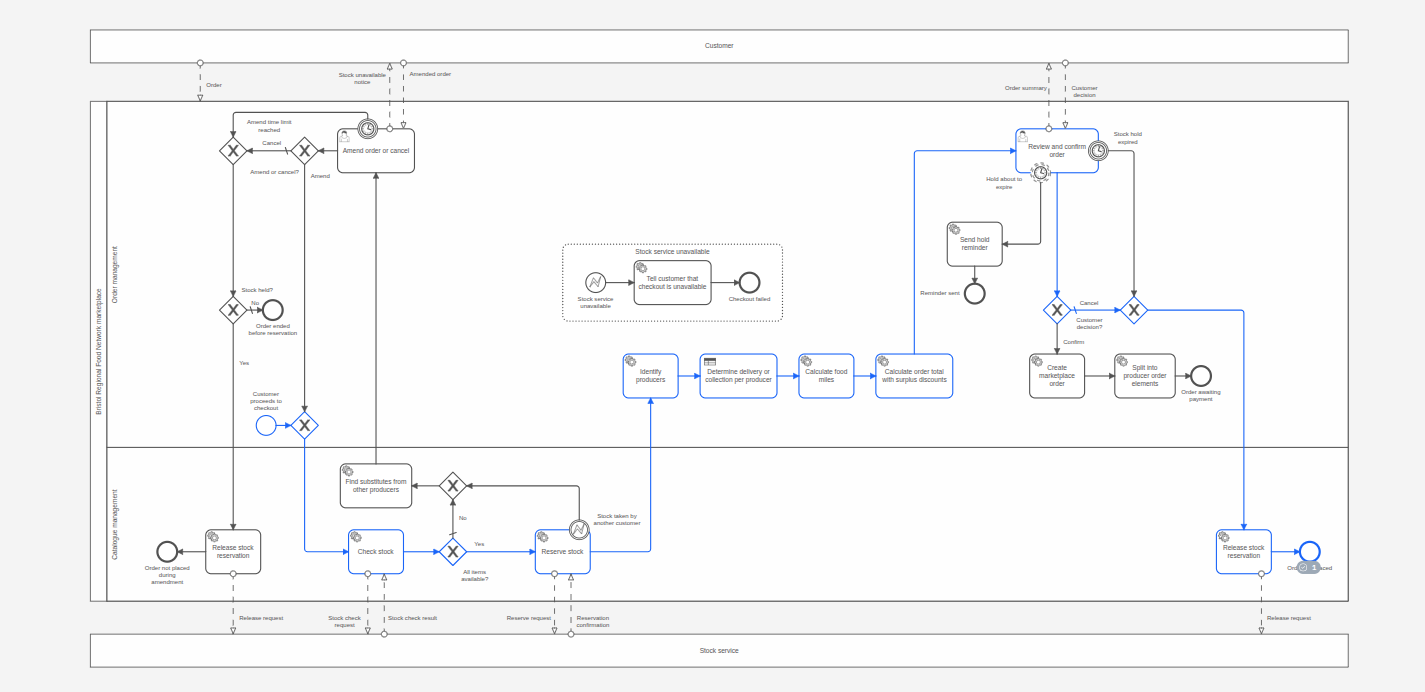 Customer
Order
Stock unavailable
notice
Amended order
Order summary
Customer
decision
Bristol Regional Food Network marketplace
Order management
Amend time limit
reached
Cancel
Amend or cancel?
Amend
Amend order or cancel
Stock held?
No
Order ended
before reservation
Yes
Customer
proceeds to
checkout
Stock service unavailable
Stock service
unavailable
Tell customer that
checkout is unavailable
Checkout failed
Identify
producers
Determine delivery or
collection per producer
Calculate food
miles
Calculate order total
with surplus discounts
Review and confirm
order
Stock hold
expired
Hold about to
expire
Send hold
reminder
Reminder sent
Cancel
Customer
decision?
Confirm
Create
marketplace
order
Split into
producer order
elements
Order awaiting
payment
Catalogue management
Find substitutes from
other producers
No
Stock taken by
another customer
Release stock
reservation
Order not placed
during
amendment
Check stock
Yes
All items
available?
Reserve stock
Release stock
reservation
1
Release request
Stock check
request
Stock check result
Reserve request
Reservation
confirmation
Release request
Stock service